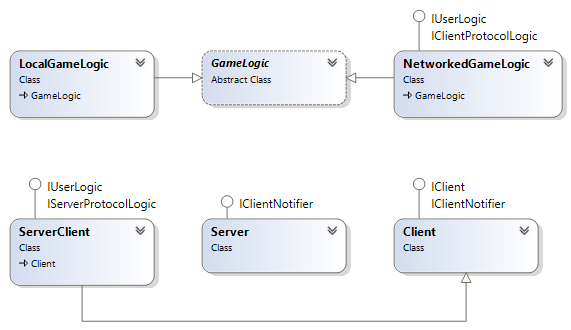 IUserLogic
IClientProtocolLogic
LocalGameLogic
Class
GameLogic
GameLogic
Abstract Class
NetworkedGameLogic
Class
GameLogic
IUserLogic
IServerProtocolLogic
IClientNotifier
IClient
IClientNotifier
ServerClient
Class
Client
Server
Class
Client
Class